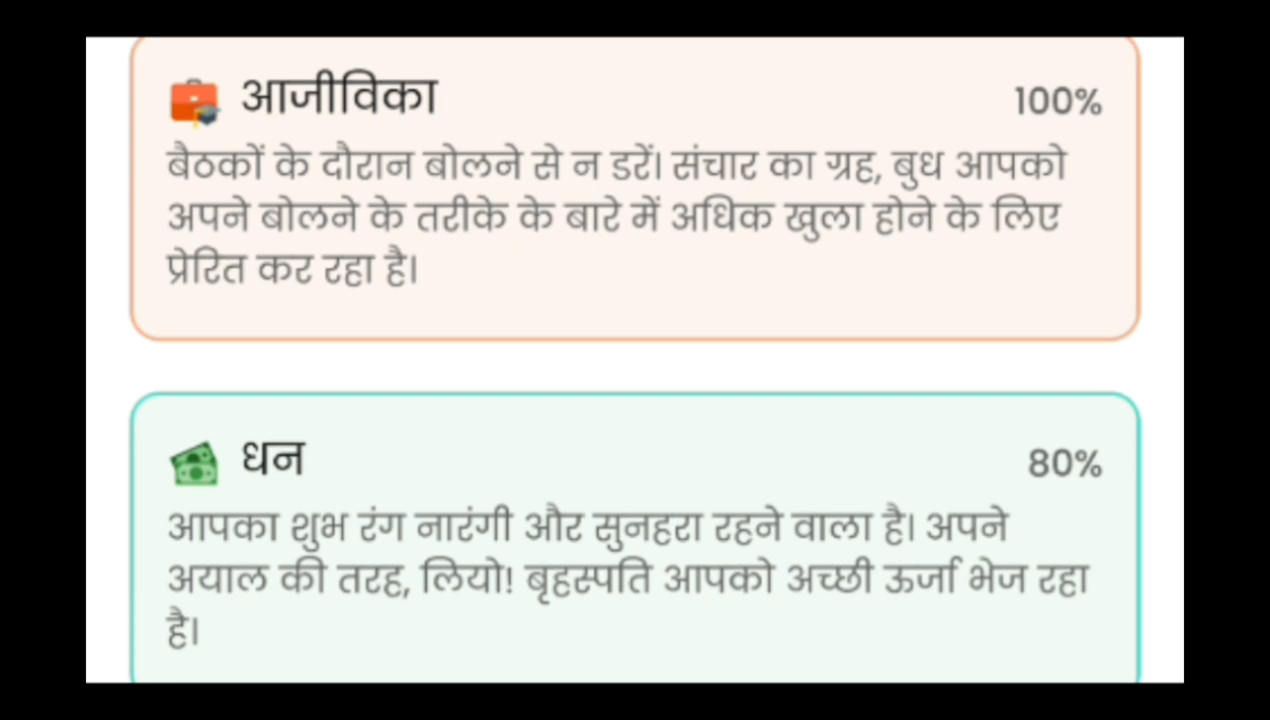 आजीविका 100%
बैठकों के दौरान बोलने से न डरें। संचार का ग्रह, बुध आपको
अपने बोलने के तरीके के बारे में अधिक खुला होने के लिए
प्रेरित कर रहा है।
धन 80%
आपका शुभ रंग नारंगी और सुनहरा रहने वाला है। अपने
अयाल की तरह, लियो! बृहस्पति आपको अच्छी ऊर्जा भेज रहा
है।